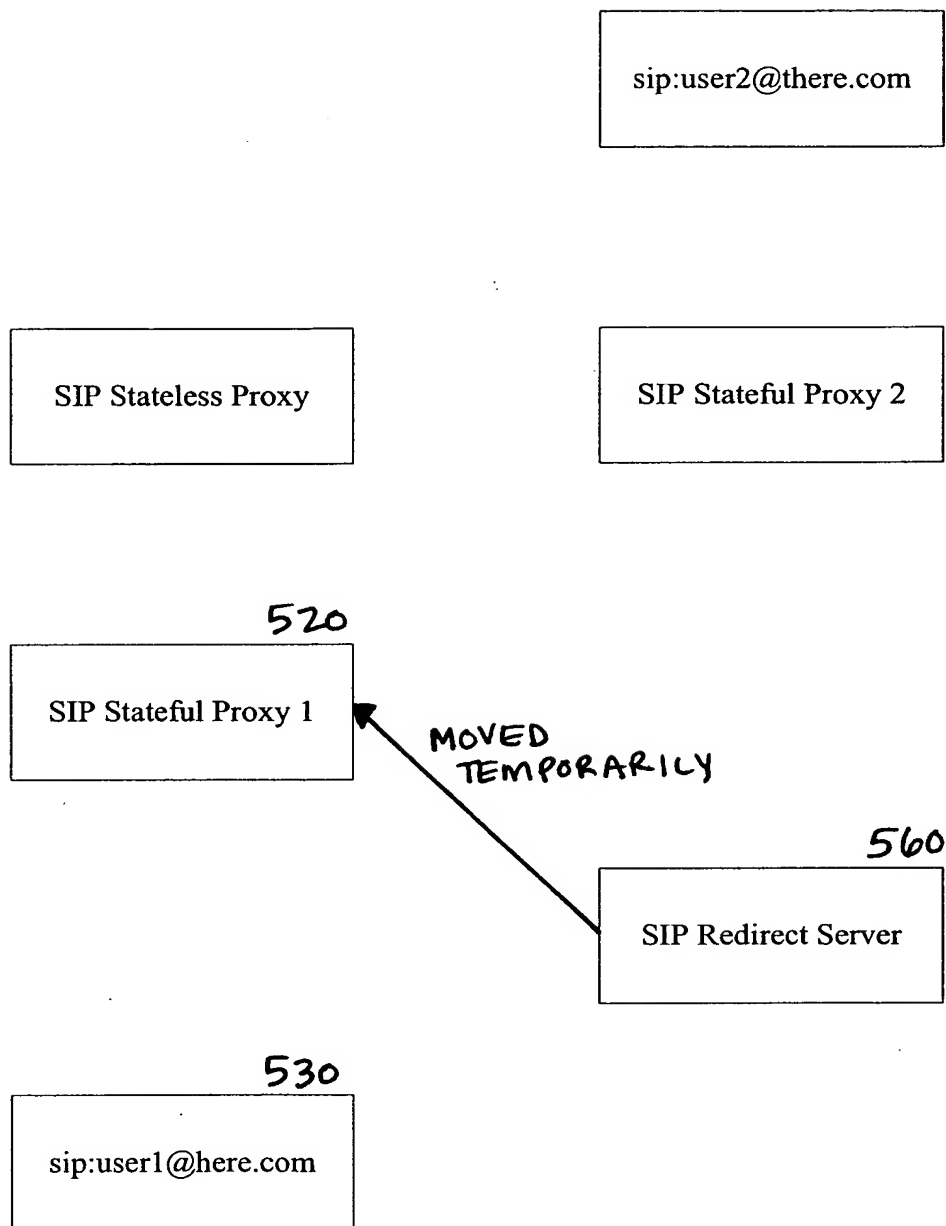 sip:user2@there.com
SIP Stateless Proxy
SIP Stateful Proxy 2
520
SIP Stateful Proxy 1
MOVED
TEMPORARILY
560
SIP Redirect Server
530
sip:user1@here.com